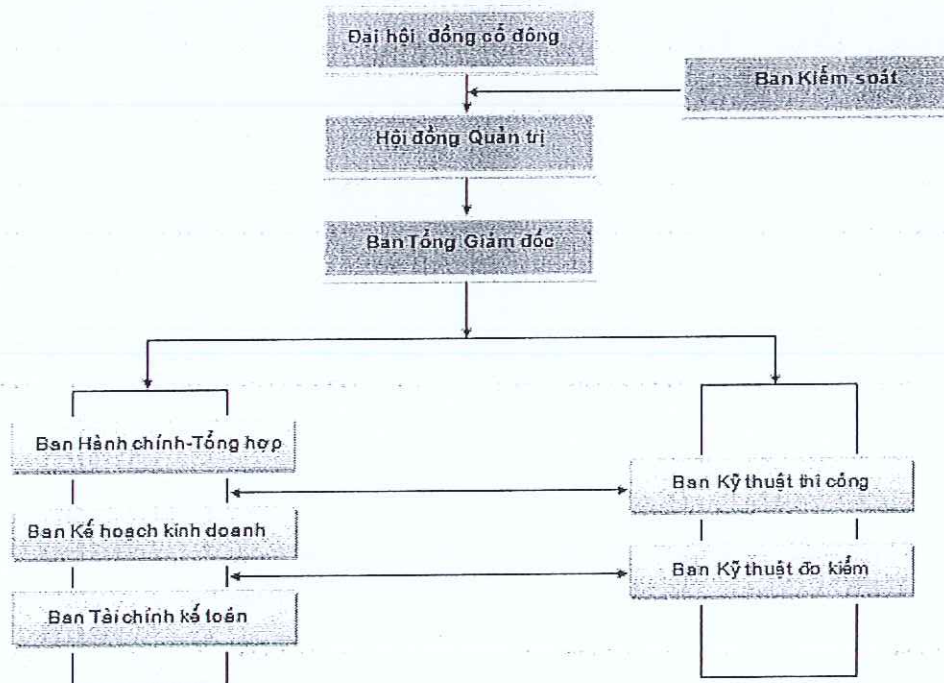 Đại hội đồng cổ đông
Ban Kiểm soát
Hội đồng Quản trị
Ban Tổng Giám đốc
Ban Hành chính-Tổng hợp
Ban Kỹ thuật thi công
Ban Kế hoạch kinh doanh
Ban Kỹ thuật đo kiểm
Ban Tài chính kế toán